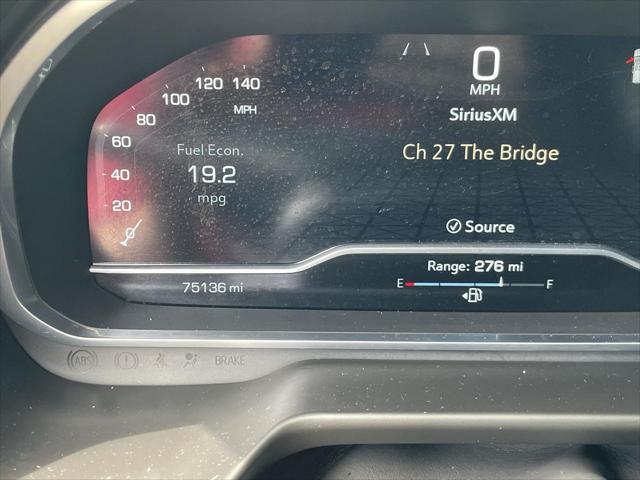 0
MPH
120 140
100
MPH
80
60
40
20
0
Fuel Econ.
19.2
mpg
SiriusXM
Ch 27 The Bridge
Source
Range: 276 mi
E F
75136 mi
ABS BRAKE